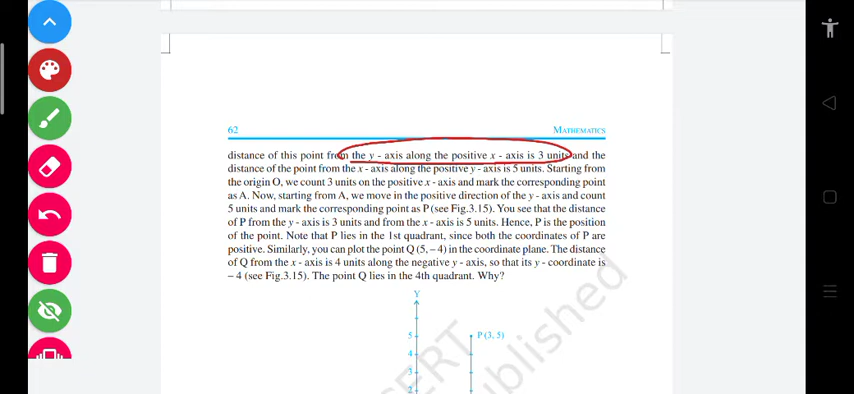 62 MATHEMATICS
distance of this point from the y - axis along the positive x - axis is 3 units and the
distance of the point from the x - axis along the positive y - axis is 5 units. Starting from
the origin O, we count 3 units on the positive x - axis and mark the corresponding point
as A. Now, starting from A, we move in the positive direction of the y - axis and count
5 units and mark the corresponding point as P (see Fig.3.15). You see that the distance
of P from the y - axis is 3 units and from the x - axis is 5 units. Hence, P is the position
of the point. Note that P lies in the 1st quadrant, since both the coordinates of P are
positive. Similarly, you can plot the point Q (5, – 4) in the coordinate plane. The distance
of Q from the x - axis is 4 units along the negative y - axis, so that its y - coordinate is
– 4 (see Fig.3.15). The point Q lies in the 4th quadrant. Why?
Y
5 P (3, 5)
4
3
2